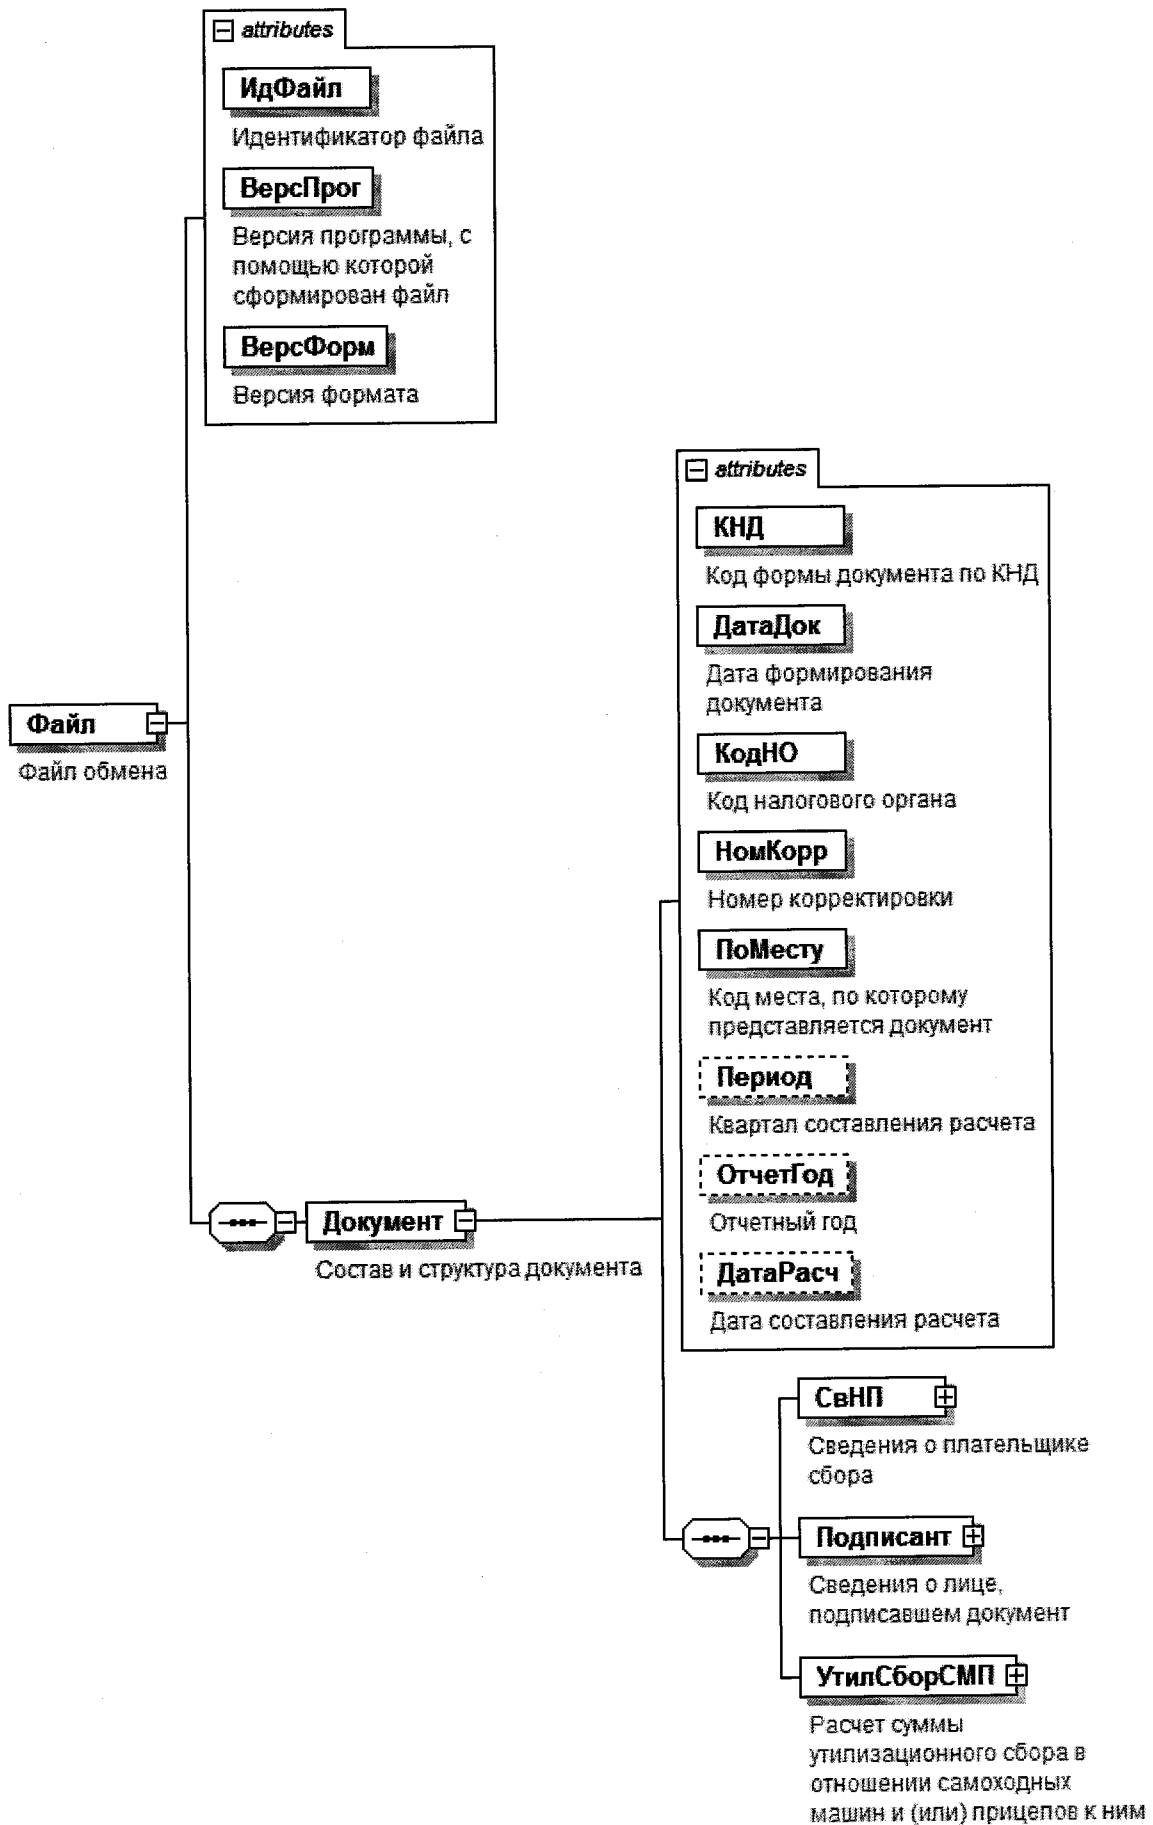 attributes
ИдФайл
Идентификатор файла
ВерсПрог
Версия программы, с
помощью которой
сформирован файл
ВерсФорм
Версия формата
Файл
Файл обмена
Документ
Состав и структура документа
attributes
КНД
Код формы документа по КНД
ДатаДок
Дата формирования
документа
КодНО
Код налогового органа
НомКорр
Номер корректировки
ПоМесту
Код места, по которому
представляется документ
Период
Квартал составления расчета
ОтчетГод
Отчетный год
ДатаРасч
Дата составления расчета
СвНП
Сведения о плательщике
сбора
Подписант
Сведения о лице,
подписавшем документ
УтилСборСМП
Расчет суммы
утилизационного сбора в
отношении самоходных
машин и (или) прицепов к ним